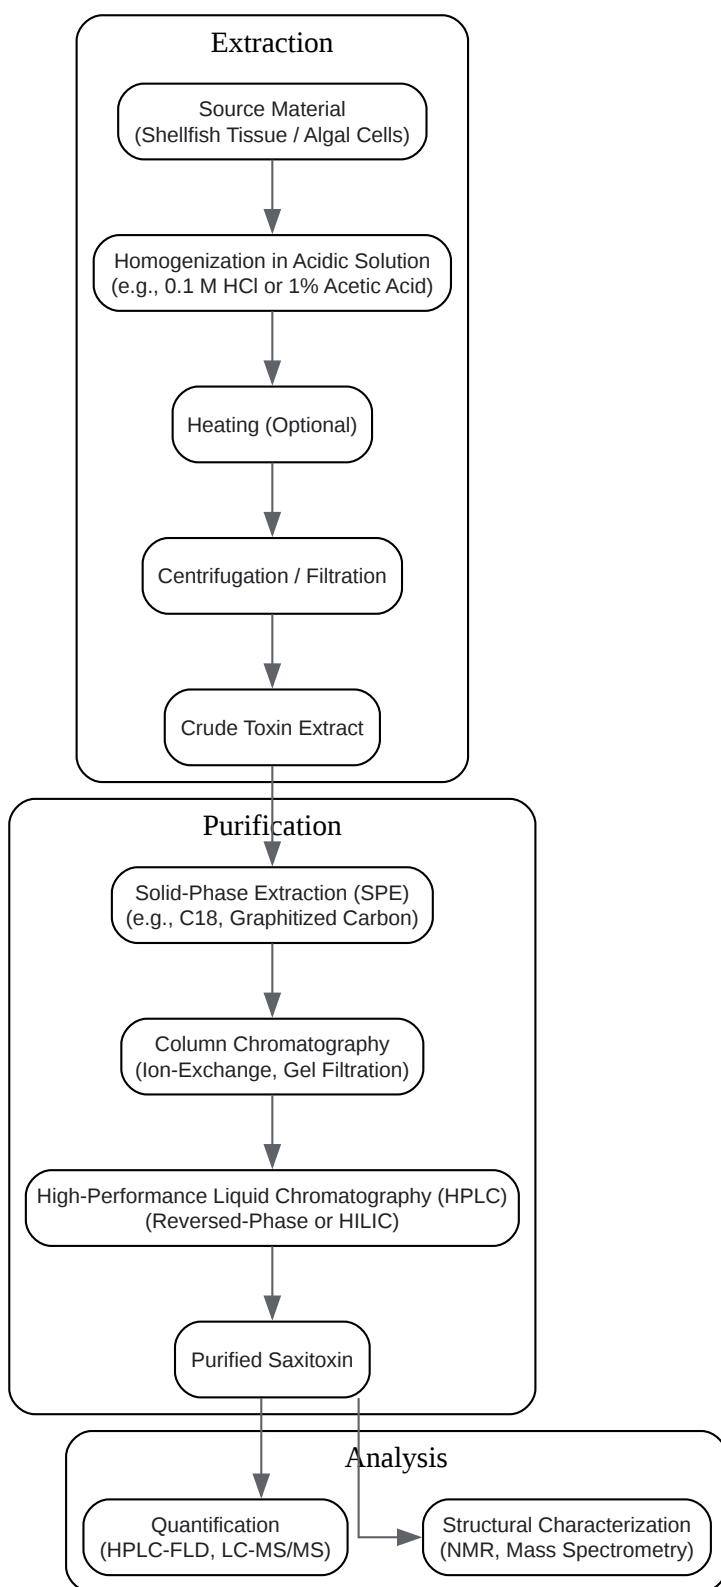 Extraction
Source Material
(Shellfish Tissue / Algal Cells)
Homogenization in Acidic Solution
(e.g., 0.1 M HCl or 1% Acetic Acid)
Heating (Optional)
Centrifugation / Filtration
Crude Toxin Extract
Purification
Solid-Phase Extraction (SPE)
(e.g., C18, Graphitized Carbon)
Column Chromatography
(Ion-Exchange, Gel Filtration)
High-Performance Liquid Chromatography (HPLC)
(Reversed-Phase or HILIC)
Purified Saxitoxin
Analysis
Quantification
(HPLC-FLD, LC-MS/MS)
Structural Characterization
(NMR, Mass Spectrometry)